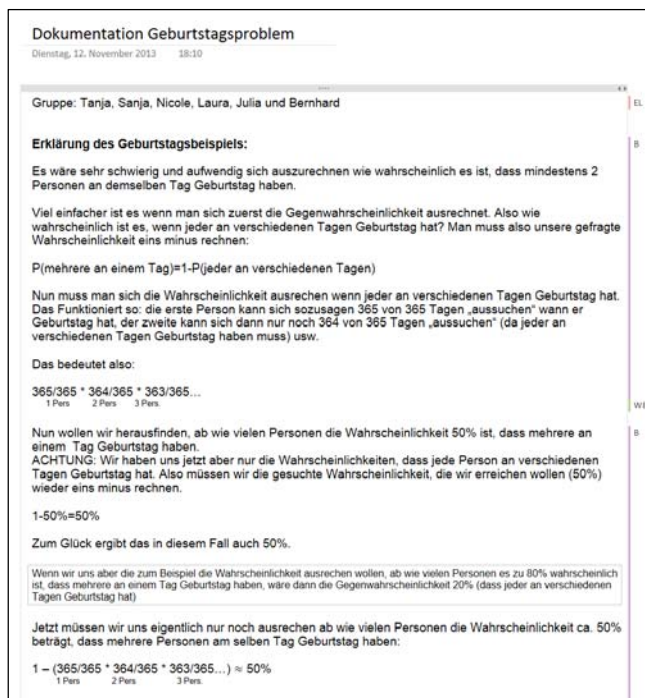 Dokumentation Geburtstagsproblem
Dienstag, 12. November 2013 18:10
Gruppe: Tanja, Sanja, Nicole, Laura, Julia und Bernhard
EL
Erklärung des Geburtstagsbeispiels:
B
Es wäre sehr schwierig und aufwendig sich auszurechnen wie wahrscheinlich es ist, dass mindestens 2
Personen an demselben Tag Geburtstag haben.
Viel einfacher ist es wenn man sich zuerst die Gegenwahrscheinlichkeit ausrechnet. Also wie
wahrscheinlich ist es, wenn jeder an verschiedenen Tagen Geburtstag hat? Man muss also unsere gefragte
Wahrscheinlichkeit eins minus rechnen:
P(mehrere an einem Tag)=1-P(jeder an verschiedenen Tagen)
Nun muss man sich die Wahrscheinlichkeit ausrechen wenn jeder an verschiedenen Tagen Geburtstag hat.
Das Funktioniert so: die erste Person kann sich sozusagen 365 von 365 Tagen „aussuchen“ wann er
Geburtstag hat, der zweite kann sich dann nur noch 364 von 365 Tagen „aussuchen“ (da jeder an
verschiedenen Tagen Geburtstag haben muss) usw.
Das bedeutet also:
365/365 * 364/365 * 363/365...
1 Pers 2 Pers 3 Pers.
WE
Nun wollen wir herausfinden, ab wie vielen Personen die Wahrscheinlichkeit 50% ist, dass mehrere an
B
einem Tag Geburtstag haben.
ACHTUNG: Wir haben uns jetzt aber nur die Wahrscheinlichkeiten, dass jede Person an verschiedenen
Tagen Geburtstag hat. Also müssen wir die gesuchte Wahrscheinlichkeit, die wir erreichen wollen (50%)
wieder eins minus rechnen.
1-50%=50%
Zum Glück ergibt das in diesem Fall auch 50%.
Wenn wir uns aber die zum Beispiel die Wahrscheinlichkeit ausrechen wollen, ab wie vielen Personen es zu 80% wahrscheinlich
ist, dass mehrere an einem Tag Geburtstag haben, wäre dann die Gegenwahrscheinlichkeit 20% (dass jeder an verschiedenen
Tagen Geburtstag hat)
Jetzt müssen wir uns eigentlich nur noch ausrechen ab wie vielen Personen die Wahrscheinlichkeit ca. 50%
beträgt, dass mehrere Personen am selben Tag Geburtstag haben:
1 – (365/365 * 364/365 * 363/365...) ≈ 50%
1 Pers 2 Pers 3 Pers.